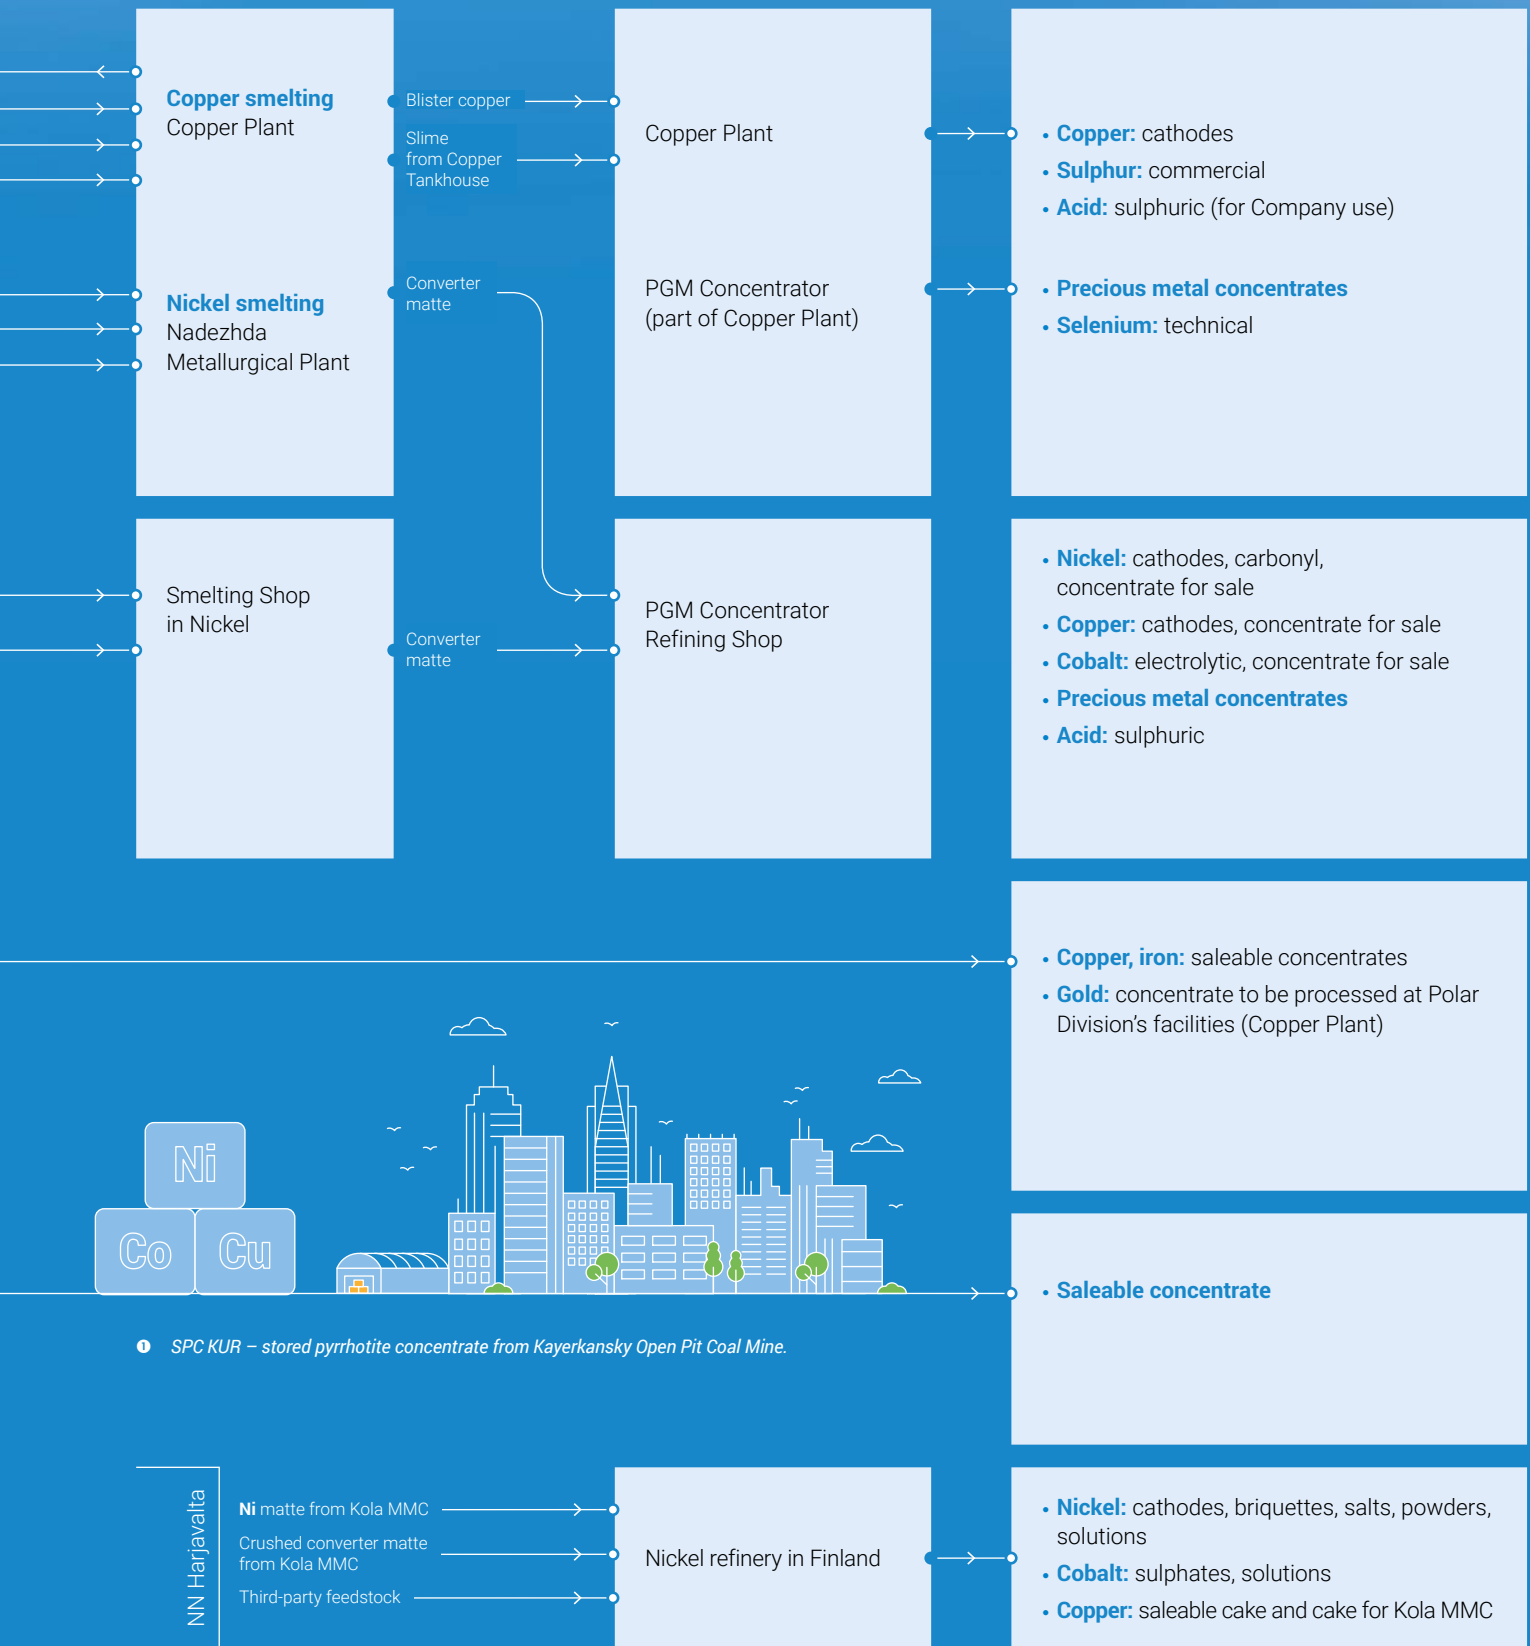 Copper smelting
Copper Plant
Nickel smelting
Nadezhda
Metallurgical Plant
Blister copper
Slime
from Copper
Tankhouse
Converter
matte
Copper Plant
PGM Concentrator
(part of Copper Plant)
• Copper: cathodes
• Sulphur: commercial
• Acid: sulphuric (for Company use)
• Precious metal concentrates
• Selenium: technical
Smelting Shop
in Nickel
Converter
matte
PGM Concentrator
Refining Shop
• Nickel: cathodes, carbonyl,
concentrate for sale
• Copper: cathodes, concentrate for sale
• Cobalt: electrolytic, concentrate for sale
• Precious metal concentrates
• Acid: sulphuric
• Copper, iron: saleable concentrates
• Gold: concentrate to be processed at Polar
Division’s facilities (Copper Plant)
Ni
Co
Cu
• Saleable concentrate
❶ SPC KUR – stored pyrrhotite concentrate from Kayerkansky Open Pit Coal Mine.
NN Harjavalta
Ni matte from Kola MMC
Crushed converter matte
from Kola MMC
Third-party feedstock
Nickel refinery in Finland
• Nickel: cathodes, briquettes, salts, powders,
solutions
• Cobalt: sulphates, solutions
• Copper: saleable cake and cake for Kola MMC